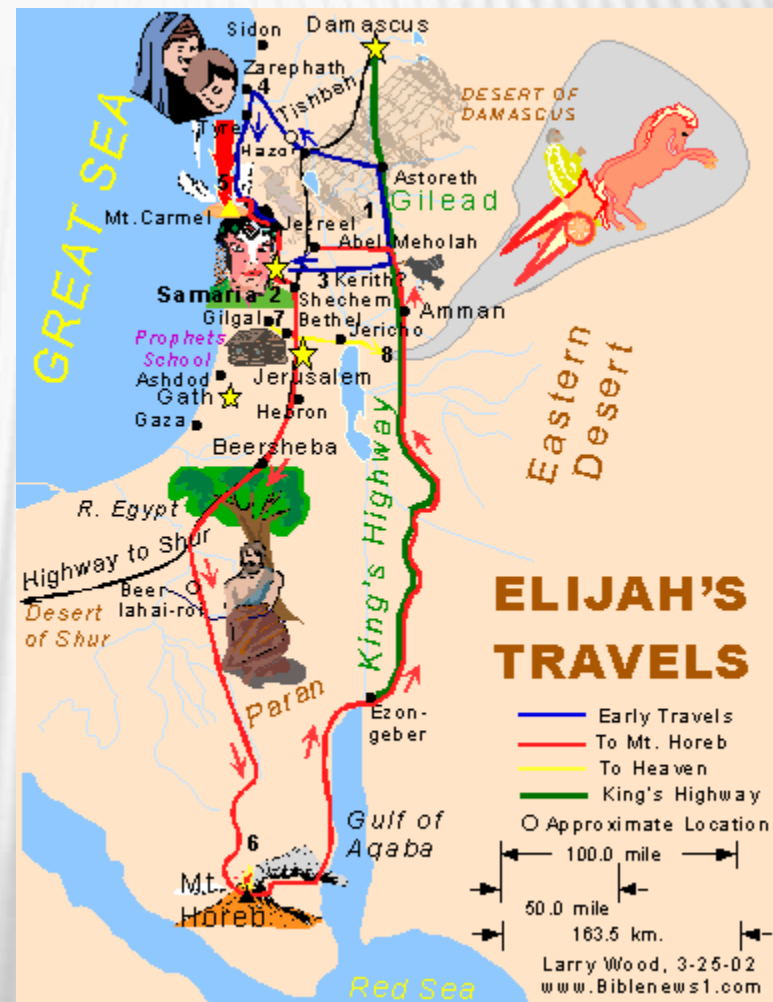 Sidon
Damascus
Zarephath
4
Tishbah
DESERT OF
DAMASCUS
Tyre
Hazor
GREAT SEA
5
Astoreth
1
Gilead
Mt. Carmel
Jezreel
Abel Meholah
3 Kerith?
Samaria 2
Shechem
Amman
Gilgal 7
Bethel
Jericho
8
Prophets
School
Jerusalem
Ashdod
Gath
Hebron
Gaza
Eastern
Desert
Beersheba
King's Highway
R. Egypt
Highway to Shur
Beer
lahai-roi
Desert
of Shur
ELIJAH'S
TRAVELS
Paran
Ezon-
geber
Early Travels
To Mt. Horeb
To Heaven
King's Highway
O Approximate Location
Gulf of
Aqaba
6
100.0 mile
Mt.
Horeb
50.0 mile
163.5 km.
Larry Wood, 3-25-02
www.Biblenews1.com
Red Sea